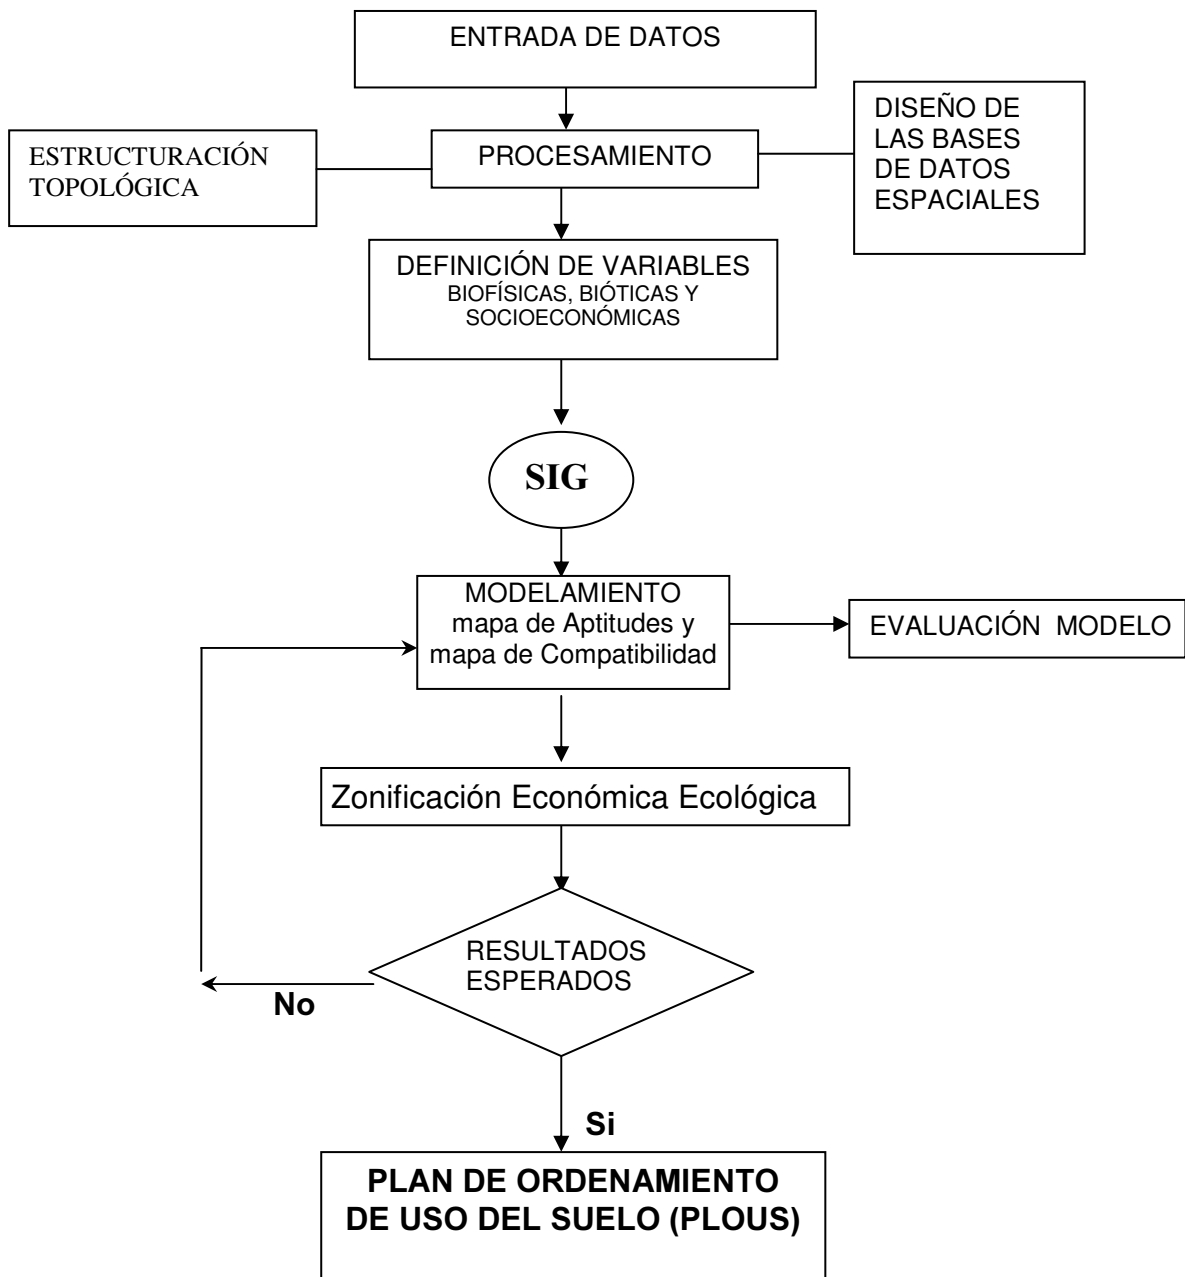 ENTRADA DE DATOS
ESTRUCTURACIÓN
TOPOLÓGICA
PROCESAMIENTO
DISEÑO DE
LAS BASES
DE DATOS
ESPACIALES
DEFINICIÓN DE VARIABLES
BIOFÍSICAS, BIÓTICAS Y
SOCIOECONÓMICAS
SIG
MODELAMIENTO
mapa de Aptitudes y
mapa de Compatibilidad
EVALUACIÓN MODELO
Zonificación Económica Ecológica
RESULTADOS
ESPERADOS
No
Si
PLAN DE ORDENAMIENTO
DE USO DEL SUELO (PLOUS)